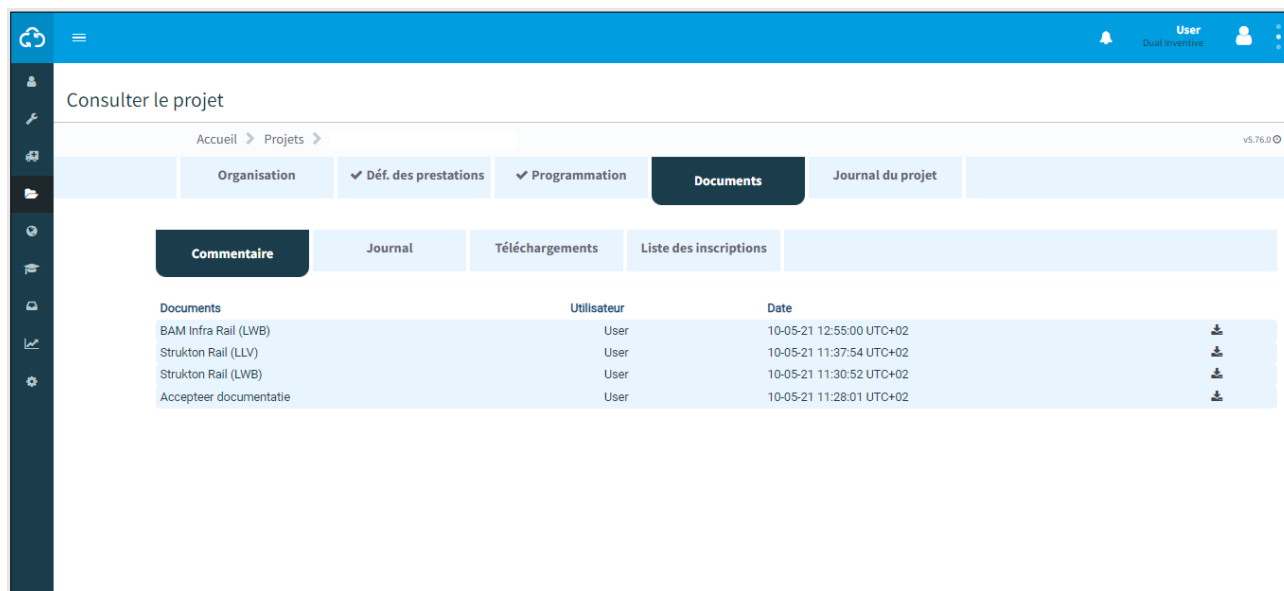 User
Dual Inventive
Consulter le projet
Accueil Projets
v5.76.0
Organisation Déf. des prestations Programmation Documents Journal du projet
Commentaire Journal Téléchargements Liste des inscriptions
Documents Utilisateur Date
BAM Infra Rail (LWB) User 10-05-21 12:55:00 UTC+02
Strukton Rail (LLV) User 10-05-21 11:37:54 UTC+02
Strukton Rail (LWB) User 10-05-21 11:30:52 UTC+02
Accepteer documentatie User 10-05-21 11:28:01 UTC+02